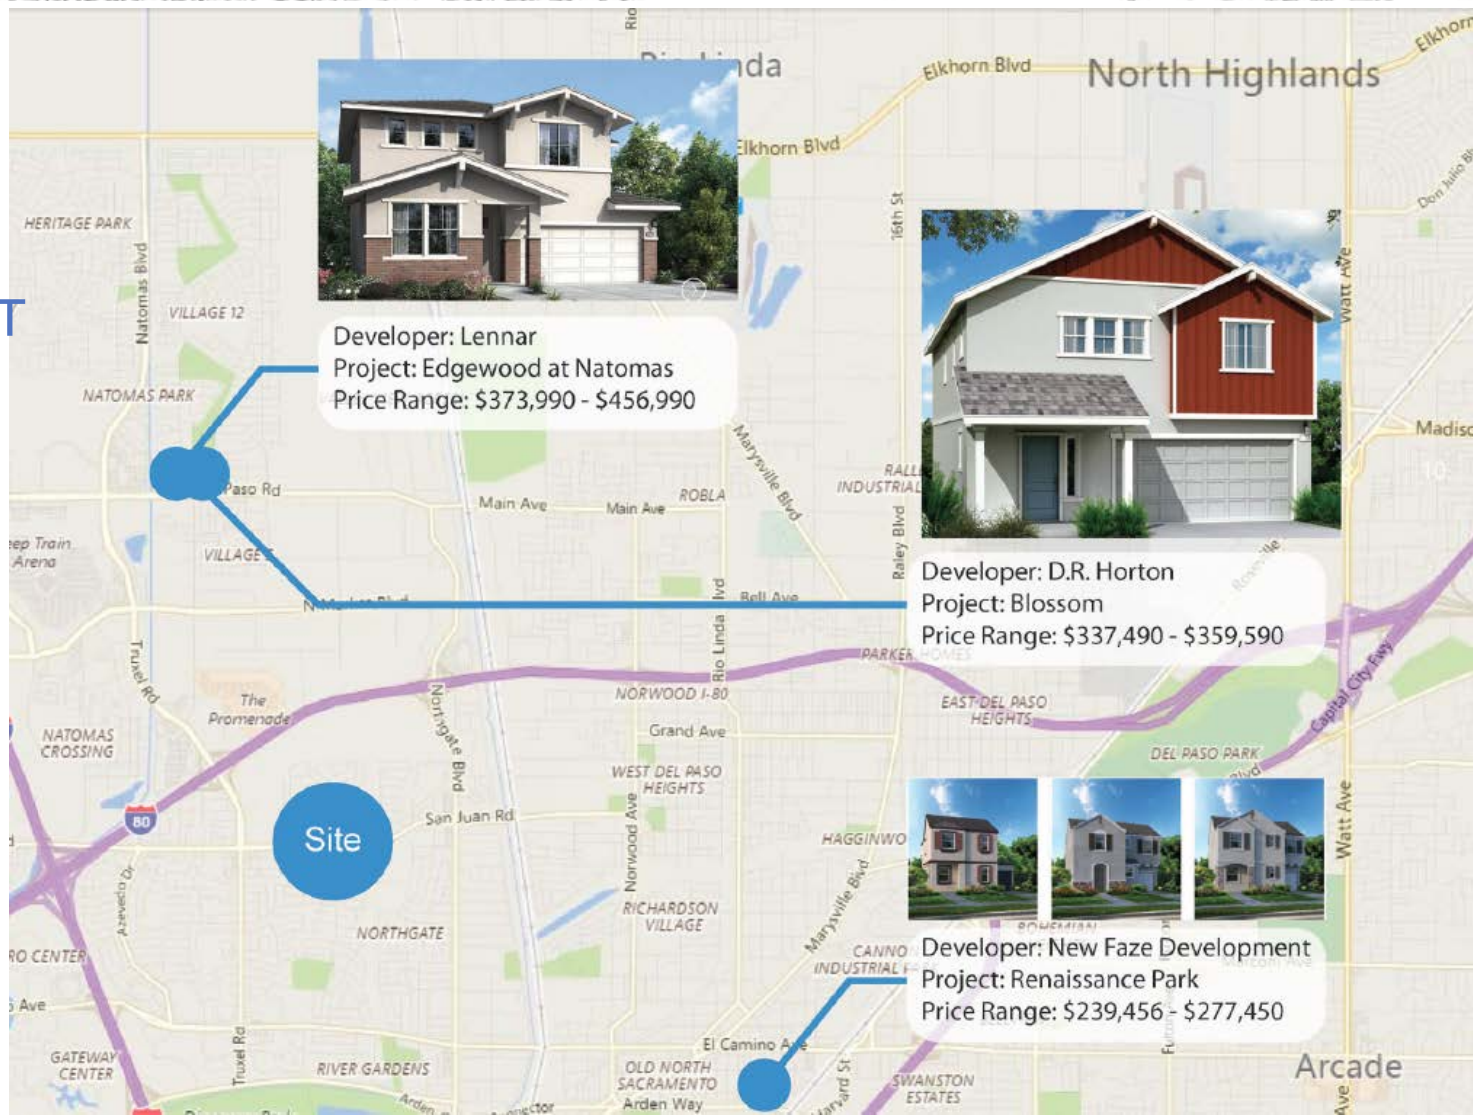 Rio
Elkhorn
Elkhorn Blvd
North Highlands
Elkhorn Blvd
16th St
HERITAGE PARK
Natomas Blvd
VILLAGE 12
Watt Ave
T
Developer: Lennar
Project: Edgewood at Natomas
Price Range: $373,990 - $456,990
NATOMAS PARK
Marysville Blvd
10
Paso Rd
Main Ave
Main Ave
ROBLA
INDUSTRIAL
Raley Blvd
Arena
VILLAGE
Developer: D.R. Horton
Project: Blossom
Price Range: $337,490 - $359,590
Bell Ave
Rio Linda
Truxel Rd
PARKER HOMES
The
Promenade
Northgate Blvd
NORWOOD I-80
EAST DEL PASO
HEIGHTS
Capital City Fwy
NATOMAS
CROSSING
Grand Ave
DEL PASO PARK
WEST DEL PASO
HEIGHTS
80
Site
San Juan Rd
Norwood Ave
Watt Ave
Azevedo Dr
Marysville Blvd
RICHARDSON
VILLAGE
NORTHGATE
Developer: New Faze Development
Project: Renaissance Park
Price Range: $239,456 - $277,450
CENTER
INDUSTRIAL
Ave
El Camino Ave
GATEWAY
CENTER
Truxel Rd
RIVER GARDENS
OLD NORTH
SACRAMENTO
Arden Way
Harvard St
SWANSTON
ESTATES
Arcade
Ave